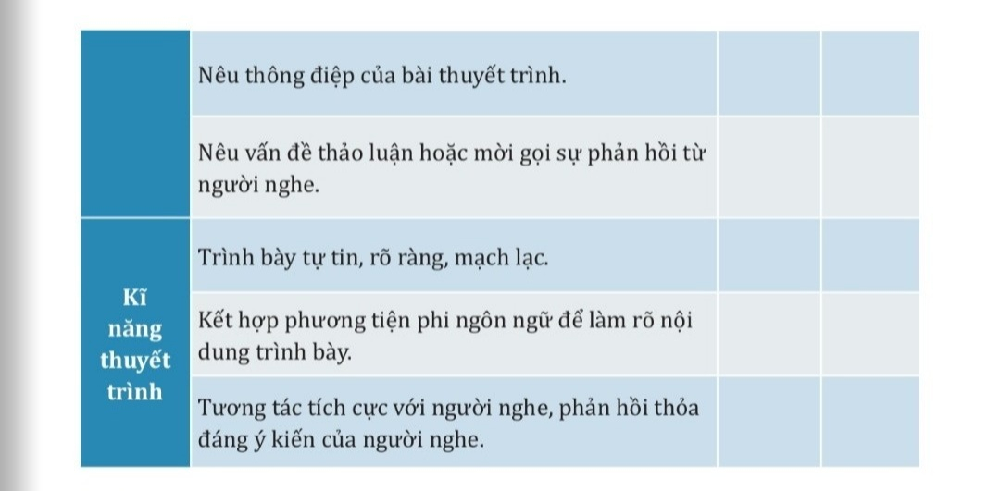 Nêu thông điệp của bài thuyết trình.
Nêu vấn đề thảo luận hoặc mời gọi sự phản hồi từ
người nghe.
Kĩ
năng
thuyết
trình
Trình bày tự tin, rõ ràng, mạch lạc.
Kết hợp phương tiện phi ngôn ngữ để làm rõ nội
dung trình bày.
Tương tác tích cực với người nghe, phản hồi thỏa
đáng ý kiến của người nghe.